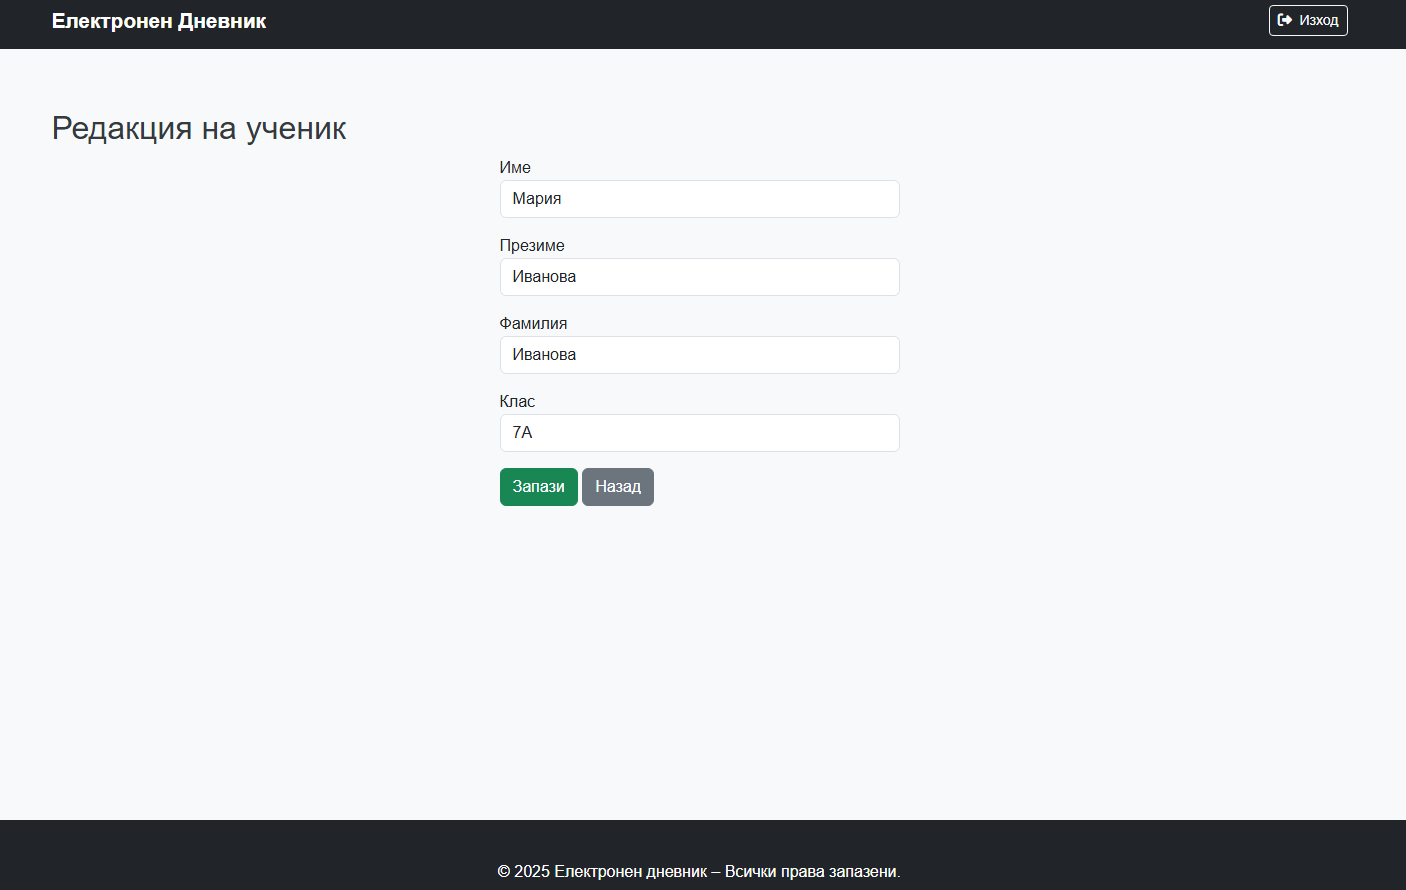 Електронен Дневник
Изход
Редакция на ученик
Име
Мария
Презиме
Иванова
Фамилия
Иванова
Клас
7А
Запази Назад
© 2025 Електронен дневник – Всички права запазени.